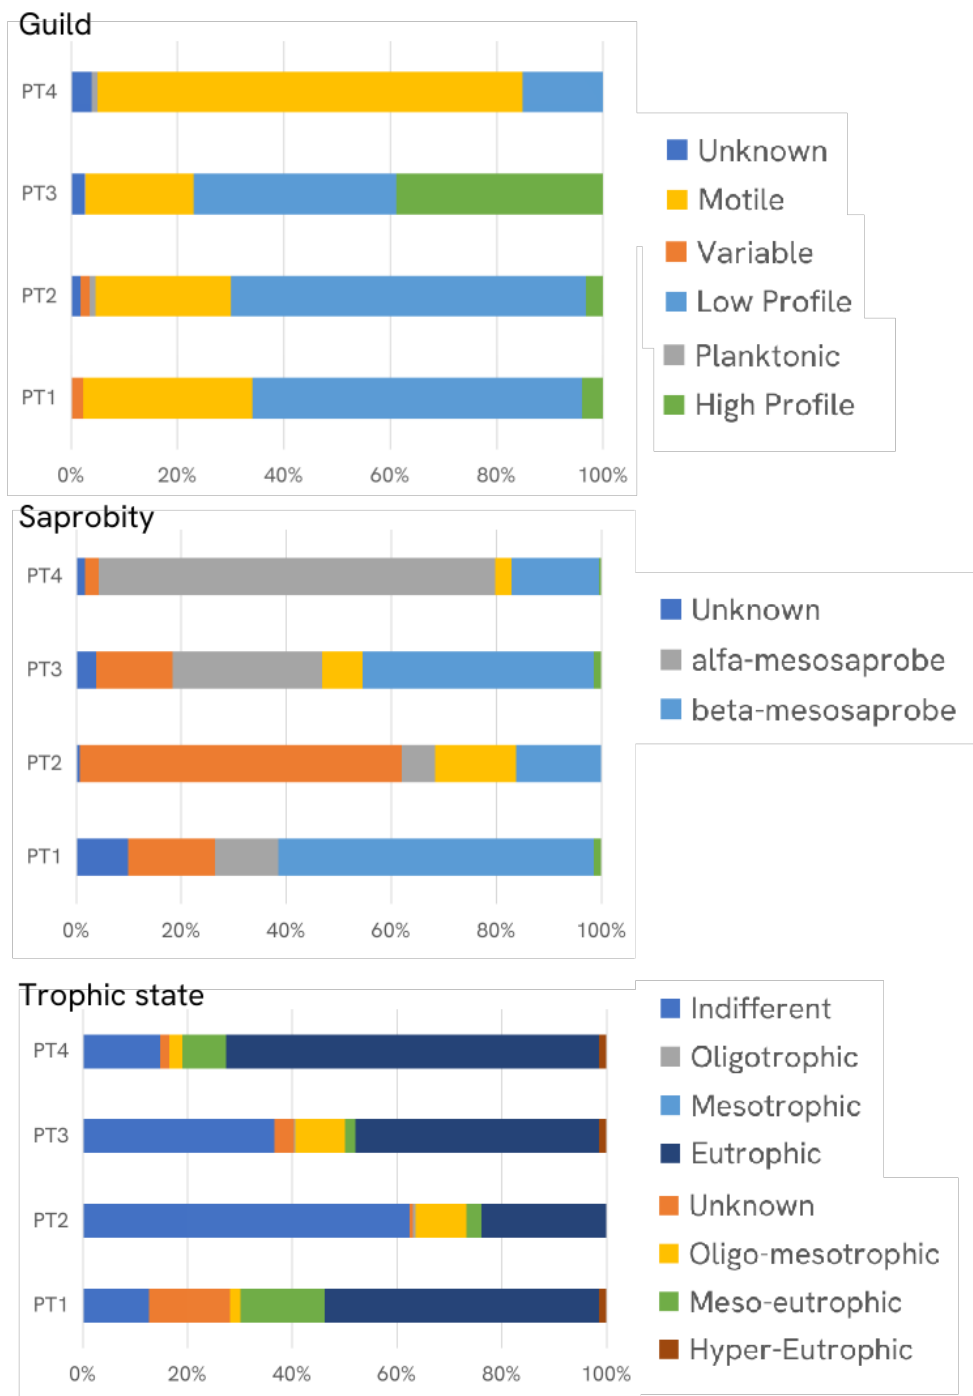 Guild
PT4
PT3
PT2
PT1
0% 20% 40% 60% 80% 100%
Unknown
Motile
Variable
Low Profile
Planktonic
High Profile
Saprobity
PT4
PT3
PT2
PT1
0% 20% 40% 60% 80% 100%
Unknown
alfa-mesosaprobe
beta-mesosaprobe
Trophic state
PT4
PT3
PT2
PT1
0% 20% 40% 60% 80% 100%
Indifferent
Oligotrophic
Mesotrophic
Eutrophic
Unknown
Oligo-mesotrophic
Meso-eutrophic
Hyper-Eutrophic